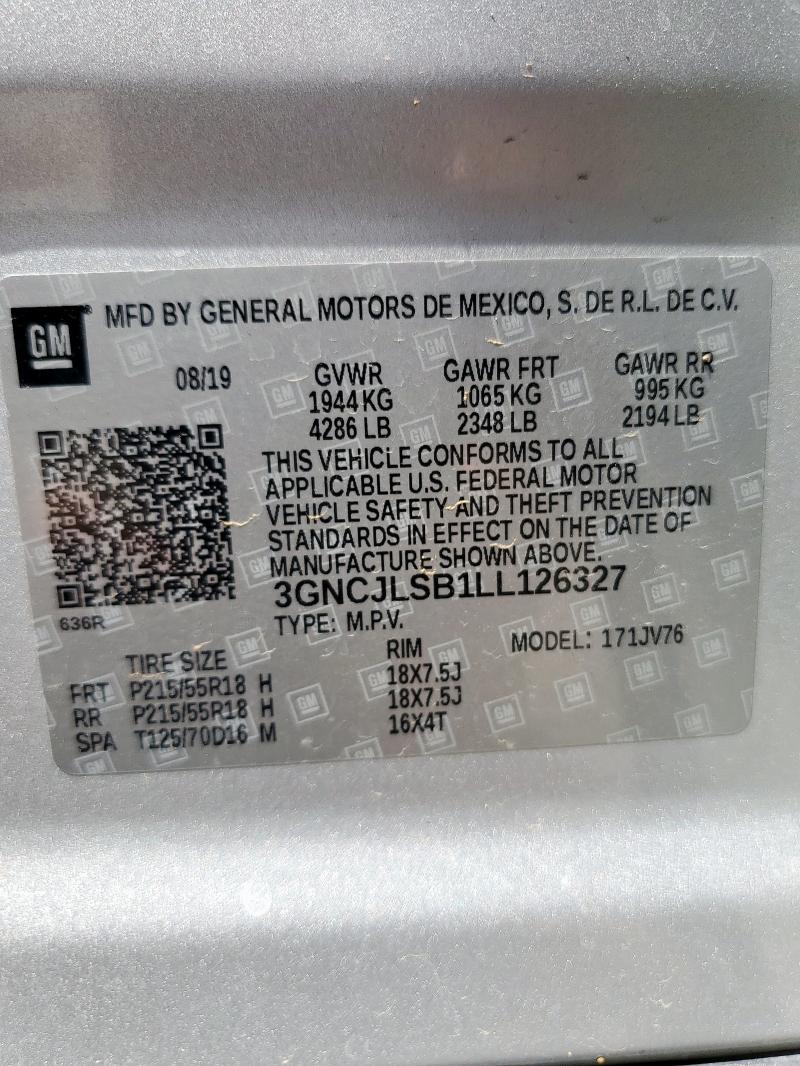 GM ® MFD BY GENERAL MOTORS DE MEXICO, S. DE R.L. DE C.V.
08/19 GVWR GAWR FRT GAWR RR
1944 KG 1065 KG 995 KG
4286 LB 2348 LB 2194 LB
THIS VEHICLE CONFORMS TO ALL
APPLICABLE U.S. FEDERAL MOTOR
VEHICLE SAFETY AND THEFT PREVENTION
STANDARDS IN EFFECT ON THE DATE OF
MANUFACTURE SHOWN ABOVE.
3GNCJLSB1LL126327
636R TYPE: M.P.V. MODEL: 171JV76
TIRE SIZE RIM
FRT P215/55R18 H 18X7.5J
RR P215/55R18 H 18X7.5J
SPA T125/70D16 M 16X4T